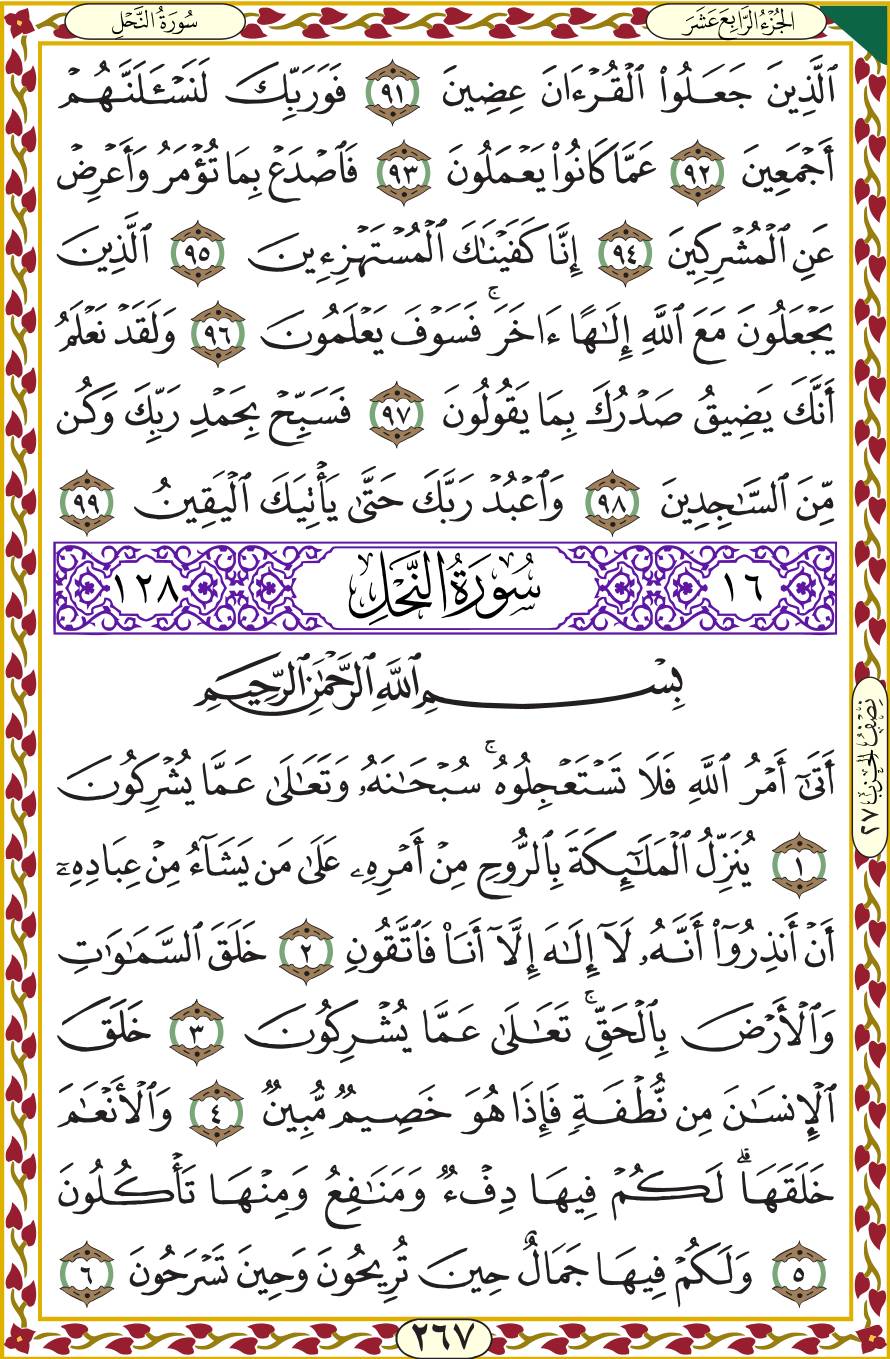 الجُزْءُ الرَّابِعَ عَشَرَ
سُورَةُ النَّحْلِ
ٱلَّذِينَ جَعَلُوا۟ ٱلْقُرْءَانَ عِضِينَ ٩١ فَوَرَبِّكَ لَنَسْـَٔلَنَّهُمْ
أَجْمَعِينَ ٩٢ عَمَّا كَانُوا۟ يَعْمَلُونَ ٩٣ فَٱصْدَعْ بِمَا تُؤْمَرُ وَأَعْرِضْ
عَنِ ٱلْمُشْرِكِينَ ٩٤ إِنَّا كَفَيْنَـٰكَ ٱلْمُسْتَهْزِءِينَ ٩٥ ٱلَّذِينَ
يَجْعَلُونَ مَعَ ٱللَّهِ إِلَـٰهًا ءَاخَرَ ۚ فَسَوْفَ يَعْلَمُونَ ٩٦ وَلَقَدْ نَعْلَمُ
أَنَّكَ يَضِيقُ صَدْرُكَ بِمَا يَقُولُونَ ٩٧ فَسَبِّحْ بِحَمْدِ رَبِّكَ وَكُن
مِّنَ ٱلسَّـٰجِدِينَ ٩٨ وَٱعْبُدْ رَبَّكَ حَتَّىٰ يَأْتِيَكَ ٱلْيَقِينُ ٩٩
١٦ سُورَةُ النَّحْلِ ١٢٨
بِسْمِ ٱللَّهِ ٱلرَّحْمَـٰنِ ٱلرَّحِيمِ
أَتَىٰٓ أَمْرُ ٱللَّهِ فَلَا تَسْتَعْجِلُوهُ ۚ سُبْحَـٰنَهُۥ وَتَعَـٰلَىٰ عَمَّا يُشْرِكُونَ
١ يُنَزِّلُ ٱلْمَلَـٰٓئِكَةَ بِٱلرُّوحِ مِنْ أَمْرِهِۦ عَلَىٰ مَن يَشَآءُ مِنْ عِبَادِهِۦٓ
أَنْ أَنذِرُوٓا۟ أَنَّهُۥ لَآ إِلَـٰهَ إِلَّآ أَنَا۠ فَٱتَّقُونِ ٢ خَلَقَ ٱلسَّمَـٰوَٰتِ
وَٱلْأَرْضَ بِٱلْحَقِّ ۚ تَعَـٰلَىٰ عَمَّا يُشْرِكُونَ ٣ خَلَقَ
ٱلْإِنسَـٰنَ مِن نُّطْفَةٍ فَإِذَا هُوَ خَصِيمٌ مُّبِينٌ ٤ وَٱلْأَنْعَـٰمَ
خَلَقَهَا ۗ لَكُمْ فِيهَا دِفْءٌ وَمَنَـٰفِعُ وَمِنْهَا تَأْكُلُونَ
٥ وَلَكُمْ فِيهَا جَمَالٌ حِينَ تُرِيحُونَ وَحِينَ تَسْرَحُونَ ٦
نِصْفُ الحِزْبِ ٢٧
٢٦٧